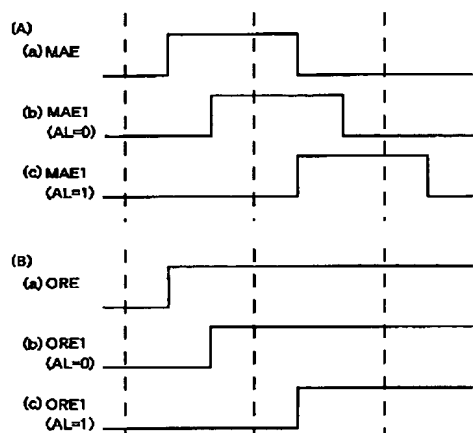 (A)
(a) MAE
(b) MAE1
(AL=0)
(c) MAE1
(AL=1)
(B)
(a) ORE
(b) ORE1
(AL=0)
(c) ORE1
(AL=1)